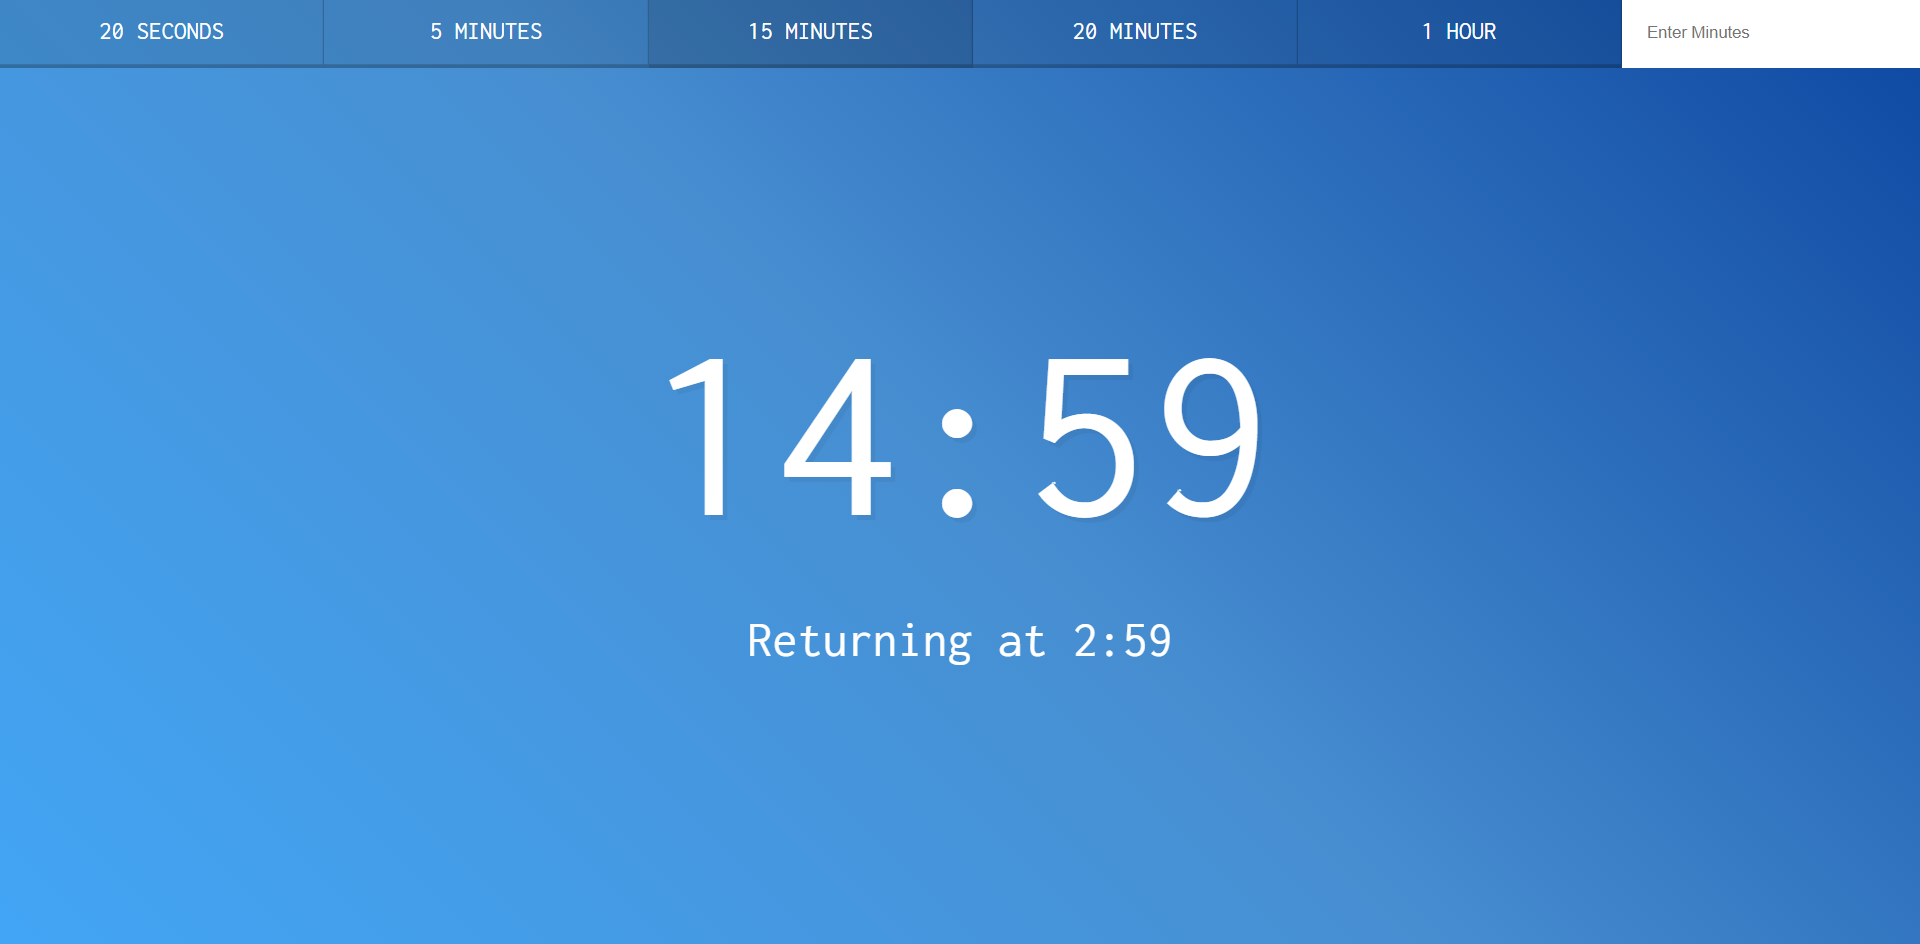 20 SECONDS
5 MINUTES
15 MINUTES
20 MINUTES
1 HOUR
Enter Minutes
14:59
Returning at 2:59